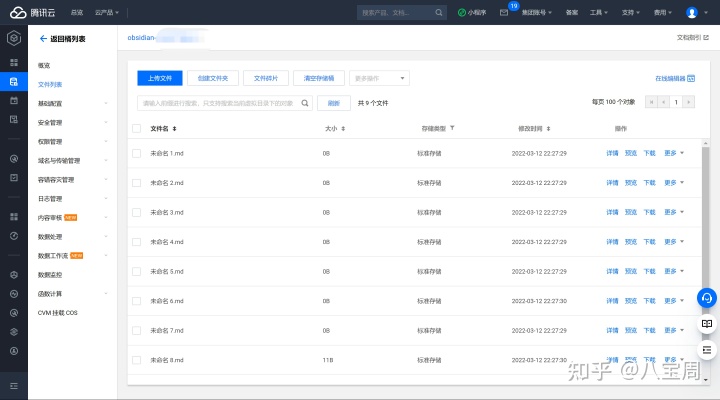 腾讯云 总览 云产品 搜索产品、文档... 小程序 19 集团账号 备案 工具 支持 费用
返回桶列表 obsidian- 文档指引
概览
文件列表
基础配置
安全管理
权限管理
域名与传输管理
容错容灾管理
日志管理
内容审核 NEW
数据处理
数据工作流 NEW
数据监控
函数计算
CVM 挂载 COS
上传文件 创建文件夹 文件碎片 清空存储桶 更多操作 在线编辑器
请输入前缀进行搜索，只支持搜索当前虚拟目录下的对象 刷新 共 9 个文件 每页 100 个对象 1
文件名 大小 存储类型 修改时间 操作
未命名 1.md 0B 标准存储 2022-03-12 22:27:29 详情 预览 下载 更多
未命名 2.md 0B 标准存储 2022-03-12 22:27:29 详情 预览 下载 更多
未命名 3.md 0B 标准存储 2022-03-12 22:27:29 详情 预览 下载 更多
未命名 4.md 0B 标准存储 2022-03-12 22:27:29 详情 预览 下载 更多
未命名 5.md 0B 标准存储 2022-03-12 22:27:29 详情 预览 下载 更多
未命名 6.md 0B 标准存储 2022-03-12 22:27:30 详情 预览 下载 更多
未命名 7.md 0B 标准存储 2022-03-12 22:27:29 详情 预览 下载 更多
未命名 8.md 11B 标准存储 2022-03-12 22:27:30 详情 预览 下载 更多
知乎 @八宝周